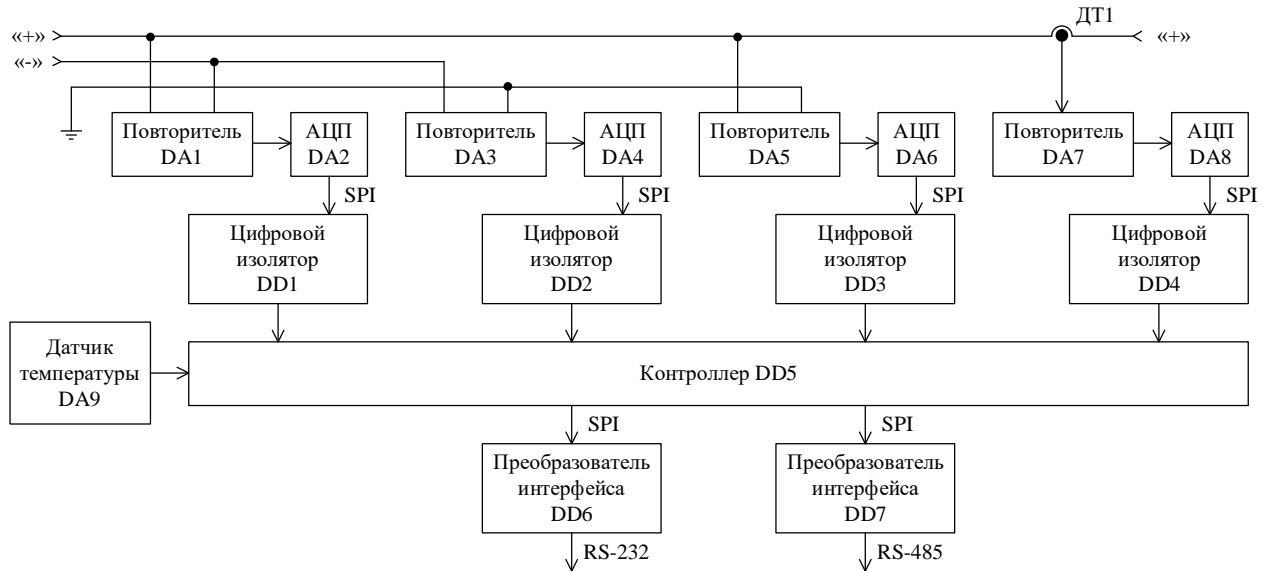 ДТ1
«+»
«+»
«-»
Повторитель
DA1
АЦП
DA2
Повторитель
DA3
АЦП
DA4
Повторитель
DA5
АЦП
DA6
Повторитель
DA7
АЦП
DA8
SPI
SPI
SPI
SPI
Цифровой
изолятор
DD1
Цифровой
изолятор
DD2
Цифровой
изолятор
DD3
Цифровой
изолятор
DD4
Датчик
температуры
DA9
Контроллер DD5
SPI
SPI
Преобразователь
интерфейса
DD6
Преобразователь
интерфейса
DD7
RS-232
RS-485